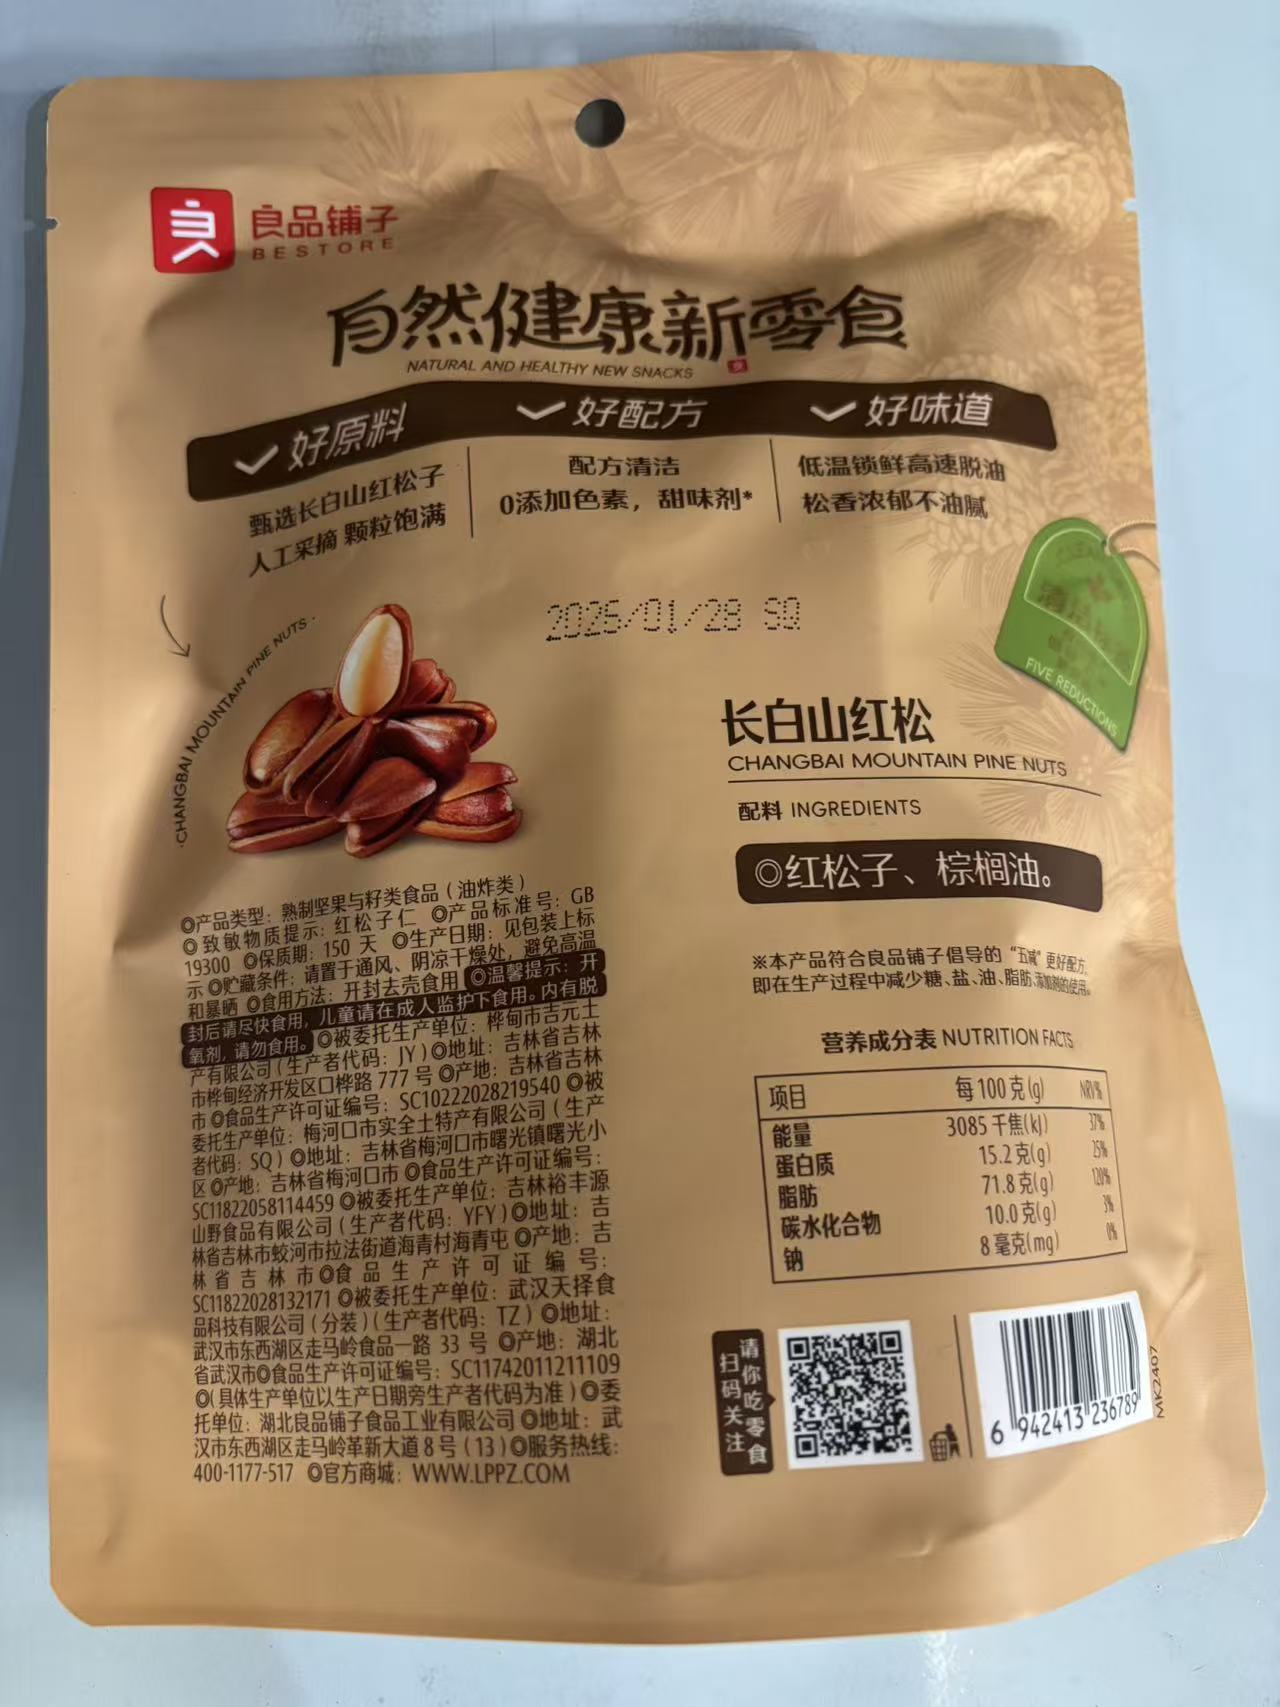 良品铺子
BESTORE
自然健康新零食
NATURAL AND HEALTHY NEW SNACKS
好原料
甄选长白山红松子
人工采摘 颗粒饱满
好配方
配方清洁
0添加色素，甜味剂*
好味道
低温锁鲜高速脱油
松香浓郁不油腻
2025/01/28 SQ
·CHANGBAI MOUNTAIN PINE NUTS·
FIVE REDUCTIONS
长白山红松
CHANGBAI MOUNTAIN PINE NUTS
配料 INGREDIENTS
◎红松子、棕榈油。
※本产品符合良品铺子倡导的“五减”更好配方,
即在生产过程中减少糖、盐、油、脂肪、添加剂的使用。
营养成分表 NUTRITION FACTS
项目 每100克(g) NRV%
能量 3085千焦(kJ) 37%
蛋白质 15.2克(g) 25%
脂肪 71.8克(g) 120%
碳水化合物 10.0克(g) 3%
钠 8毫克(mg) 0%
◎产品类型：熟制坚果与籽类食品（油炸类）
◎致敏物质提示：红松子仁 ◎产品标准号：GB
19300 ◎保质期：150 天 ◎生产日期：见包装上标
示 ◎贮藏条件：请置于通风、阴凉干燥处，避免高温
和暴晒 ◎食用方法：开封去壳食用 ◎温馨提示：开
封后请尽快食用，儿童请在成人监护下食用。内有脱
氧剂，请勿食用。◎被委托生产单位：桦甸市吉元土
产有限公司（生产者代码：JY）◎地址：吉林省吉林
市桦甸经济开发区口桦路 777 号 ◎产地：吉林省吉林
市 ◎食品生产许可证编号：SC10222028219540 ◎被
委托生产单位：梅河口市实全土特产有限公司（生产
者代码：SQ）◎地址：吉林省梅河口市曙光镇曙光小
区 ◎产地：吉林省梅河口市 ◎食品生产许可证编号：
SC11822058114459 ◎被委托生产单位：吉林裕丰源
山野食品有限公司（生产者代码：YFY）◎地址：吉
林省吉林市蛟河市拉法街道海青村海青屯 ◎产地：吉
林省吉林市◎食品生产许可证编号：
SC11822028132171 ◎被委托生产单位：武汉天择食
品科技有限公司（分装）（生产者代码：TZ）◎地址：
武汉市东西湖区走马岭食品一路 33 号 ◎产地：湖北
省武汉市◎食品生产许可证编号：SC11742011211109
◎（具体生产单位以生产日期旁生产者代码为准）◎委
托单位：湖北良品铺子食品工业有限公司 ◎地址：武
汉市东西湖区走马岭革新大道 8 号（13）◎服务热线：
400-1177-517 ◎官方商城：WWW.LPPZ.COM
请你吃零食
扫码关注
6 942413 236789
MK2407